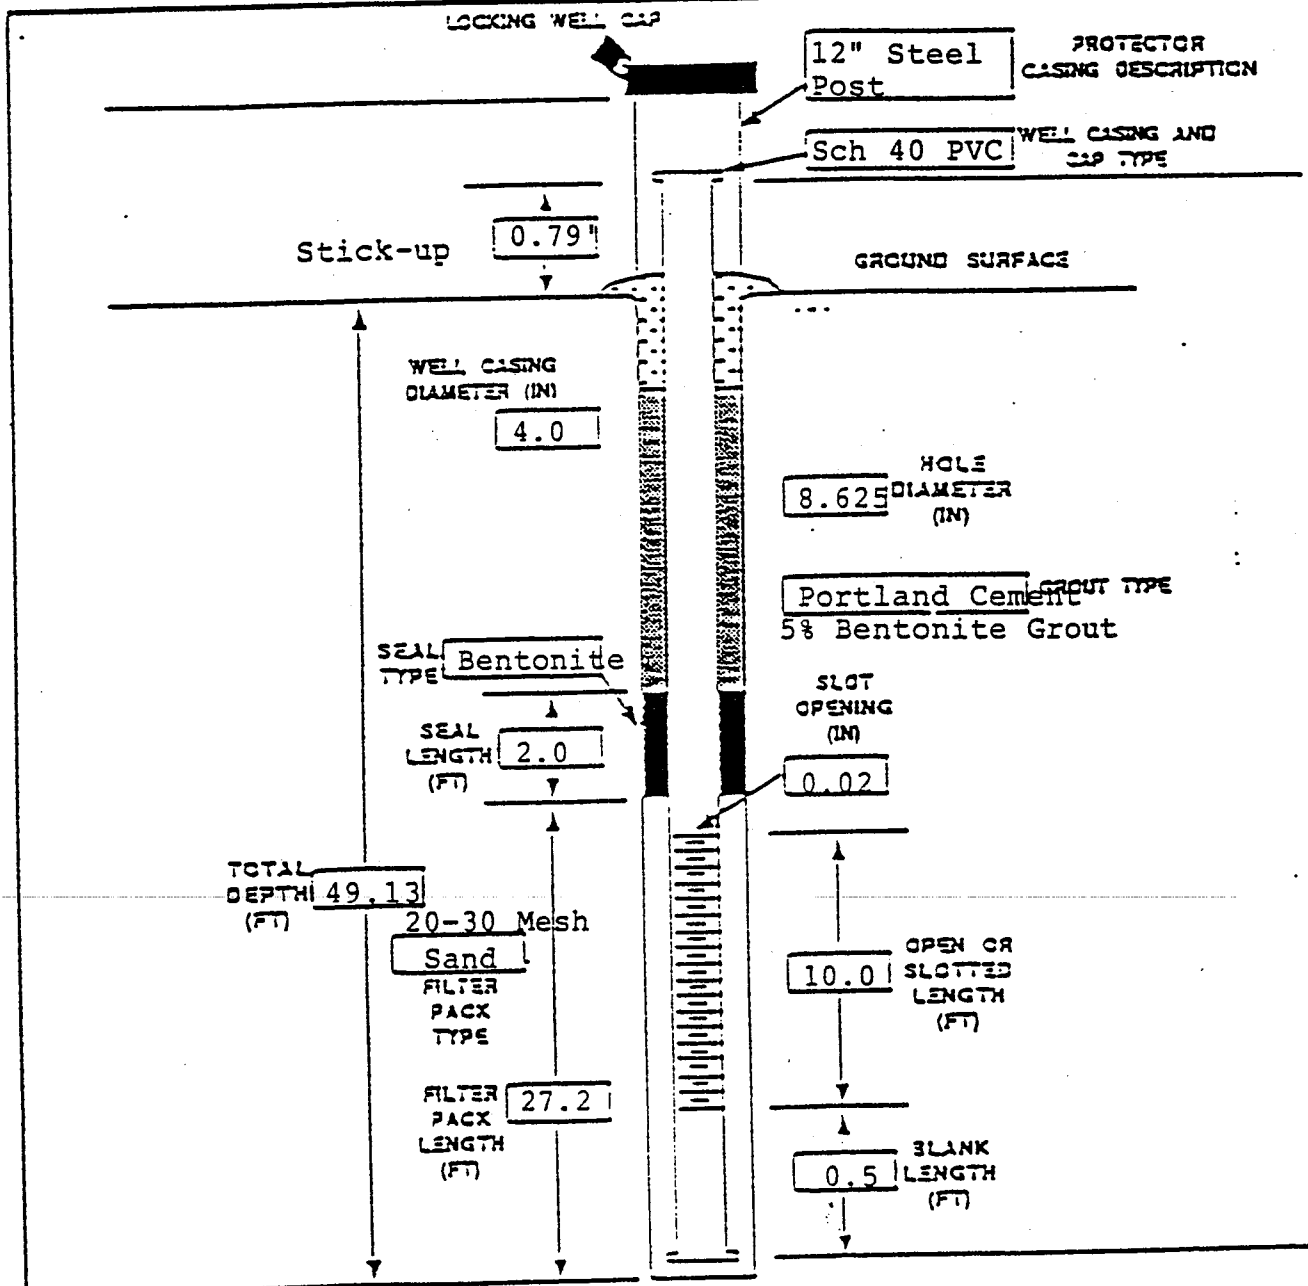 LOCKING WELL CAP
12" Steel
Post
PROTECTOR
CASING DESCRIPTION
Sch 40 PVC
WELL CASING AND
CAP TYPE
Stick-up
0.79'
GROUND SURFACE
WELL CASING
DIAMETER (IN)
4.0
8.625
HOLE
DIAMETER
(IN)
Portland Cement
GROUT TYPE
5% Bentonite Grout
SEAL
TYPE
Bentonite
SLOT
OPENING
(IN)
0.02
SEAL
LENGTH
(FT)
2.0
TOTAL
DEPTH
(FT)
49.13
20-30 Mesh
Sand
FILTER
PACK
TYPE
10.0
OPEN OR
SLOTTED
LENGTH
(FT)
FILTER
PACK
LENGTH
(FT)
27.2
0.5
BLANK
LENGTH
(FT)